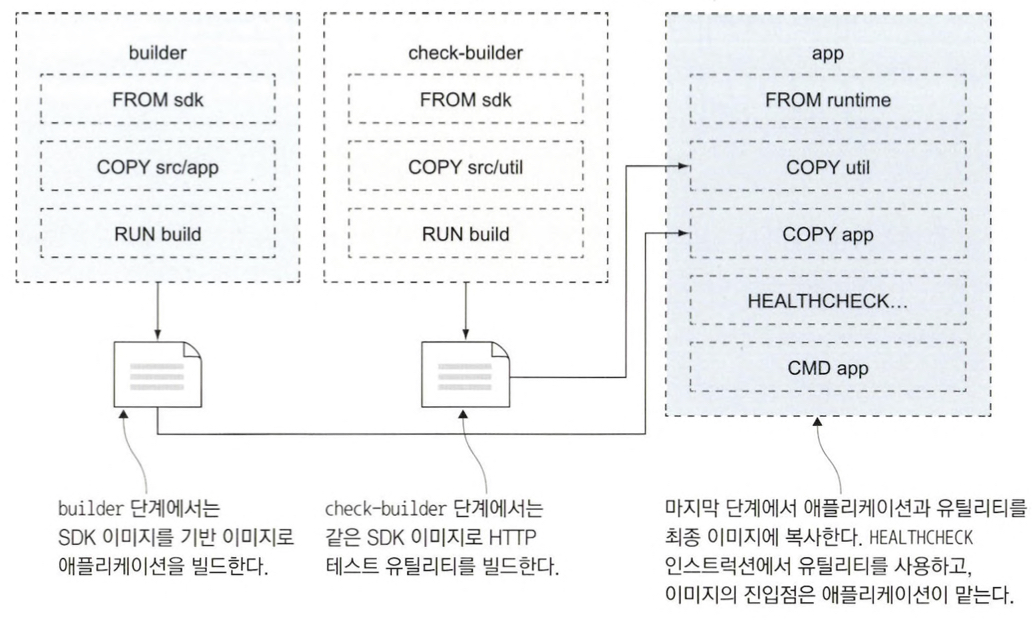 builder
FROM sdk
COPY src/app
RUN build
check-builder
FROM sdk
COPY src/util
RUN build
app
FROM runtime
COPY util
COPY app
HEALTHCHECK…
CMD app
builder 단계에서는
SDK 이미지를 기반 이미지로
애플리케이션을 빌드한다.
check-builder 단계에서는
같은 SDK 이미지로 HTTP
테스트 유틸리티를 빌드한다.
마지막 단계에서 애플리케이션과 유틸리티를
최종 이미지에 복사한다. HEALTHCHECK
인스트럭션에서 유틸리티를 사용하고,
이미지의 진입점은 애플리케이션이 맡는다.